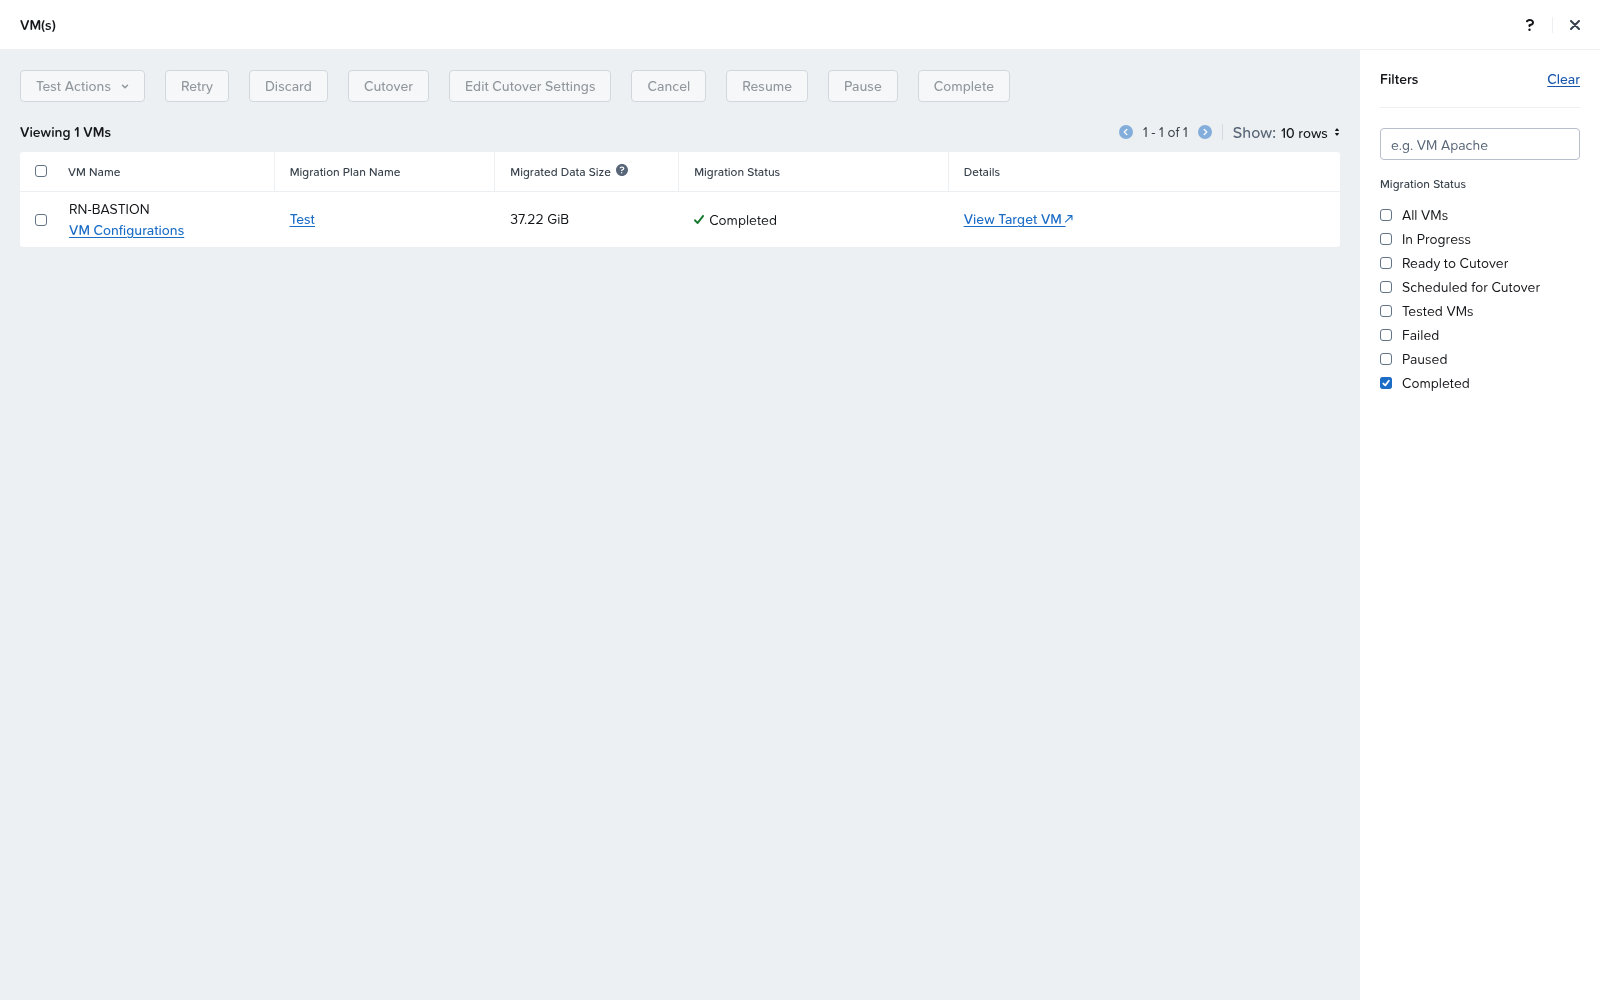 VM(s)
?
Test Actions
Retry
Discard
Cutover
Edit Cutover Settings
Cancel
Resume
Pause
Complete
Viewing 1 VMs
1 - 1 of 1
Show: 10 rows
VM Name
Migration Plan Name
Migrated Data Size ?
Migration Status
Details
RN-BASTION
VM Configurations
Test
37.22 GiB
Completed
View Target VM
Filters
Clear
e.g. VM Apache
Migration Status
All VMs
In Progress
Ready to Cutover
Scheduled for Cutover
Tested VMs
Failed
Paused
Completed